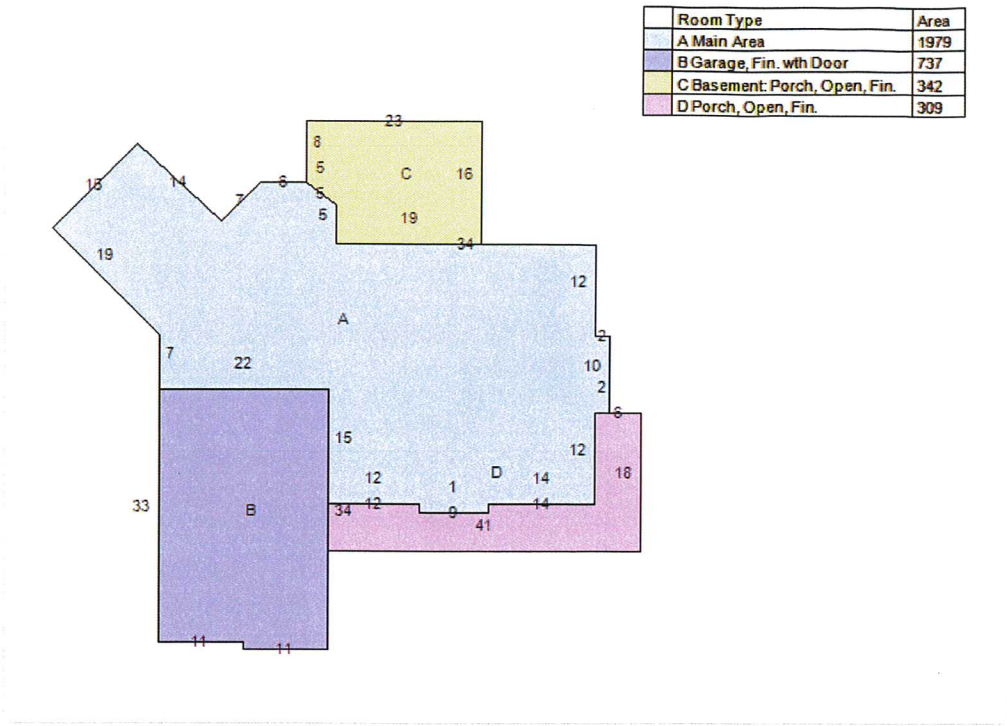 Room Type Area
A Main Area 1979
B Garage, Fin. wth Door 737
C Basement: Porch, Open, Fin. 342
D Porch, Open, Fin. 309
23
8
15 14 6 5 C 16
7 5
5 19
34
19 12
A
2
7 22 10
2
6
15 12
12 D 14 18
1
33 B 34 12 9 14
41
11 11